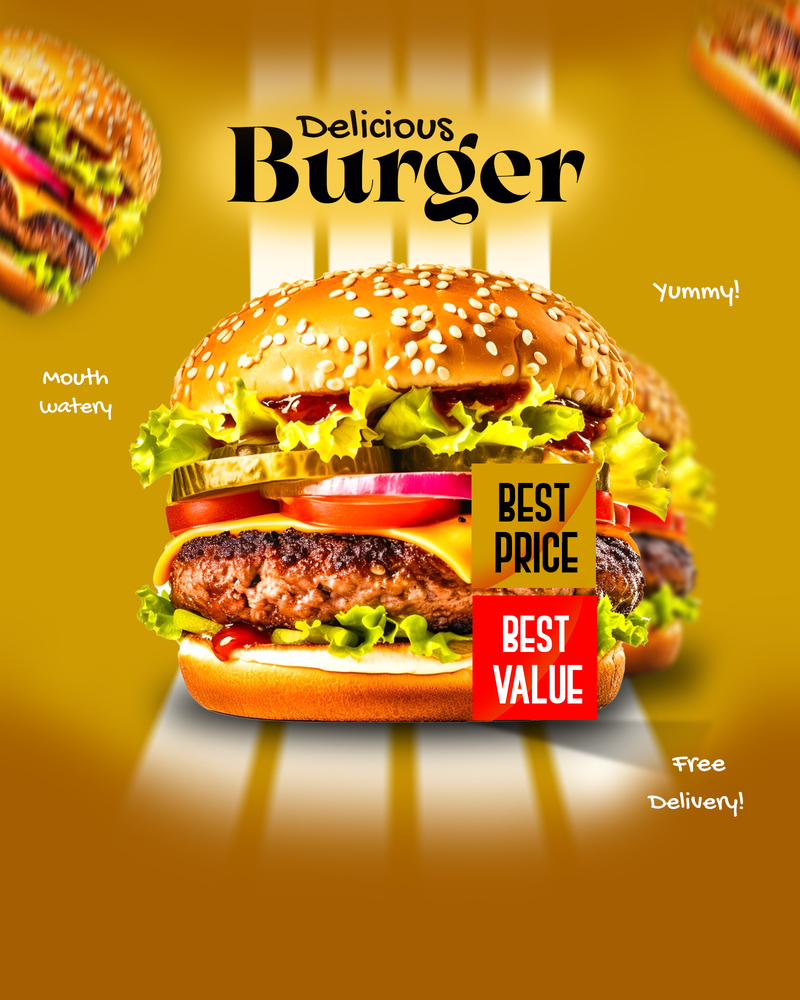 Delicious
Burger
Yummy!
Mouth
watery
BEST
PRICE
BEST
VALUE
Free
Delivery!